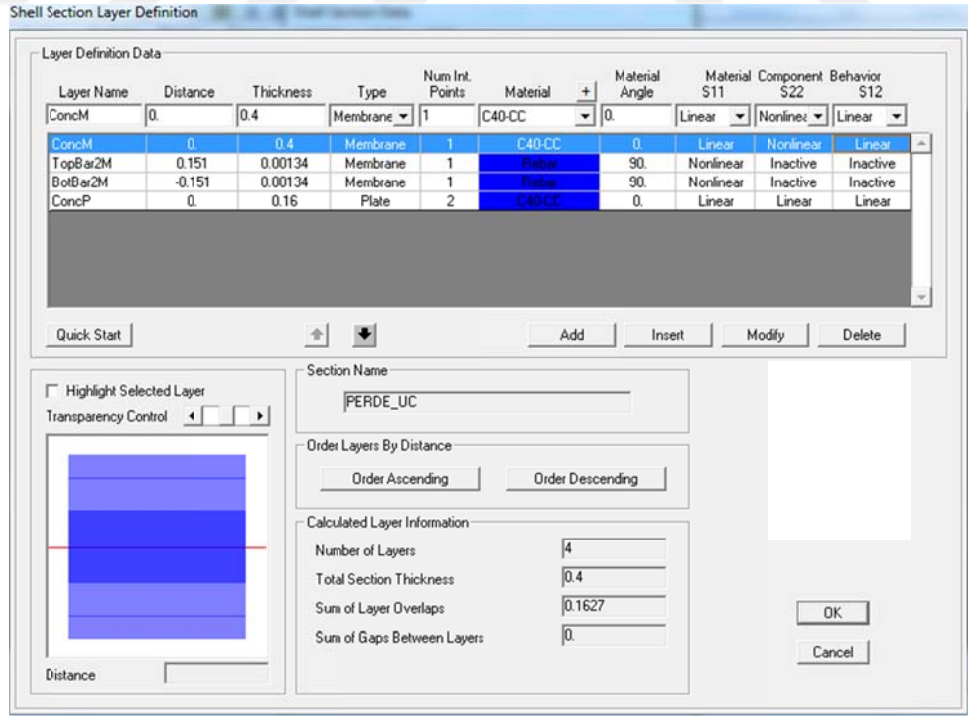 Shell Section Layer Definition
Layer Definition Data
Layer Name Distance Thickness Type Num Int. Points Material + Material Angle Material Component Behavior S11 S22 S12
ConcM 0. 0.4 Membrane 1 C40-CC 0. Linear Nonlinea Linear
ConcM 0. 0.4 Membrane 1 C40-CC 0. Linear Nonlinear Linear
TopBar2M 0.151 0.00134 Membrane 1 Rebar 90. Nonlinear Inactive Inactive
BotBar2M -0.151 0.00134 Membrane 1 Rebar 90. Nonlinear Inactive Inactive
ConcP 0. 0.16 Plate 2 C40-CC 0. Linear Linear Linear
Quick Start Add Insert Modify Delete
Highlight Selected Layer
Transparency Control
Distance
Section Name
PERDE_UC
Order Layers By Distance
Order Ascending Order Descending
Calculated Layer Information
Number of Layers 4
Total Section Thickness 0.4
Sum of Layer Overlaps 0.1627
Sum of Gaps Between Layers 0.
OK
Cancel